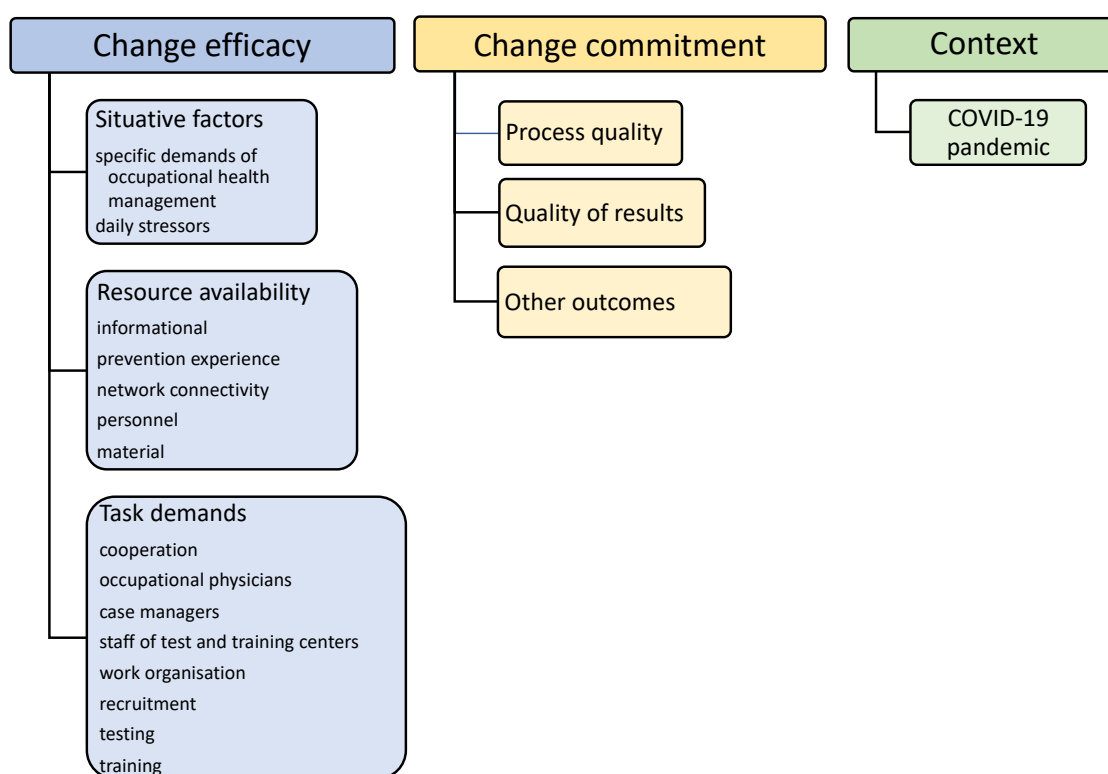 Change efficacy
Situative factors
specific demands of
occupational health
management
daily stressors
Resource availability
informational
prevention experience
network connectivity
personnel
material
Task demands
cooperation
occupational physicians
case managers
staff of test and training centers
work organisation
recruitment
testing
training
Change commitment
Process quality
Quality of results
Other outcomes
Context
COVID-19
pandemic